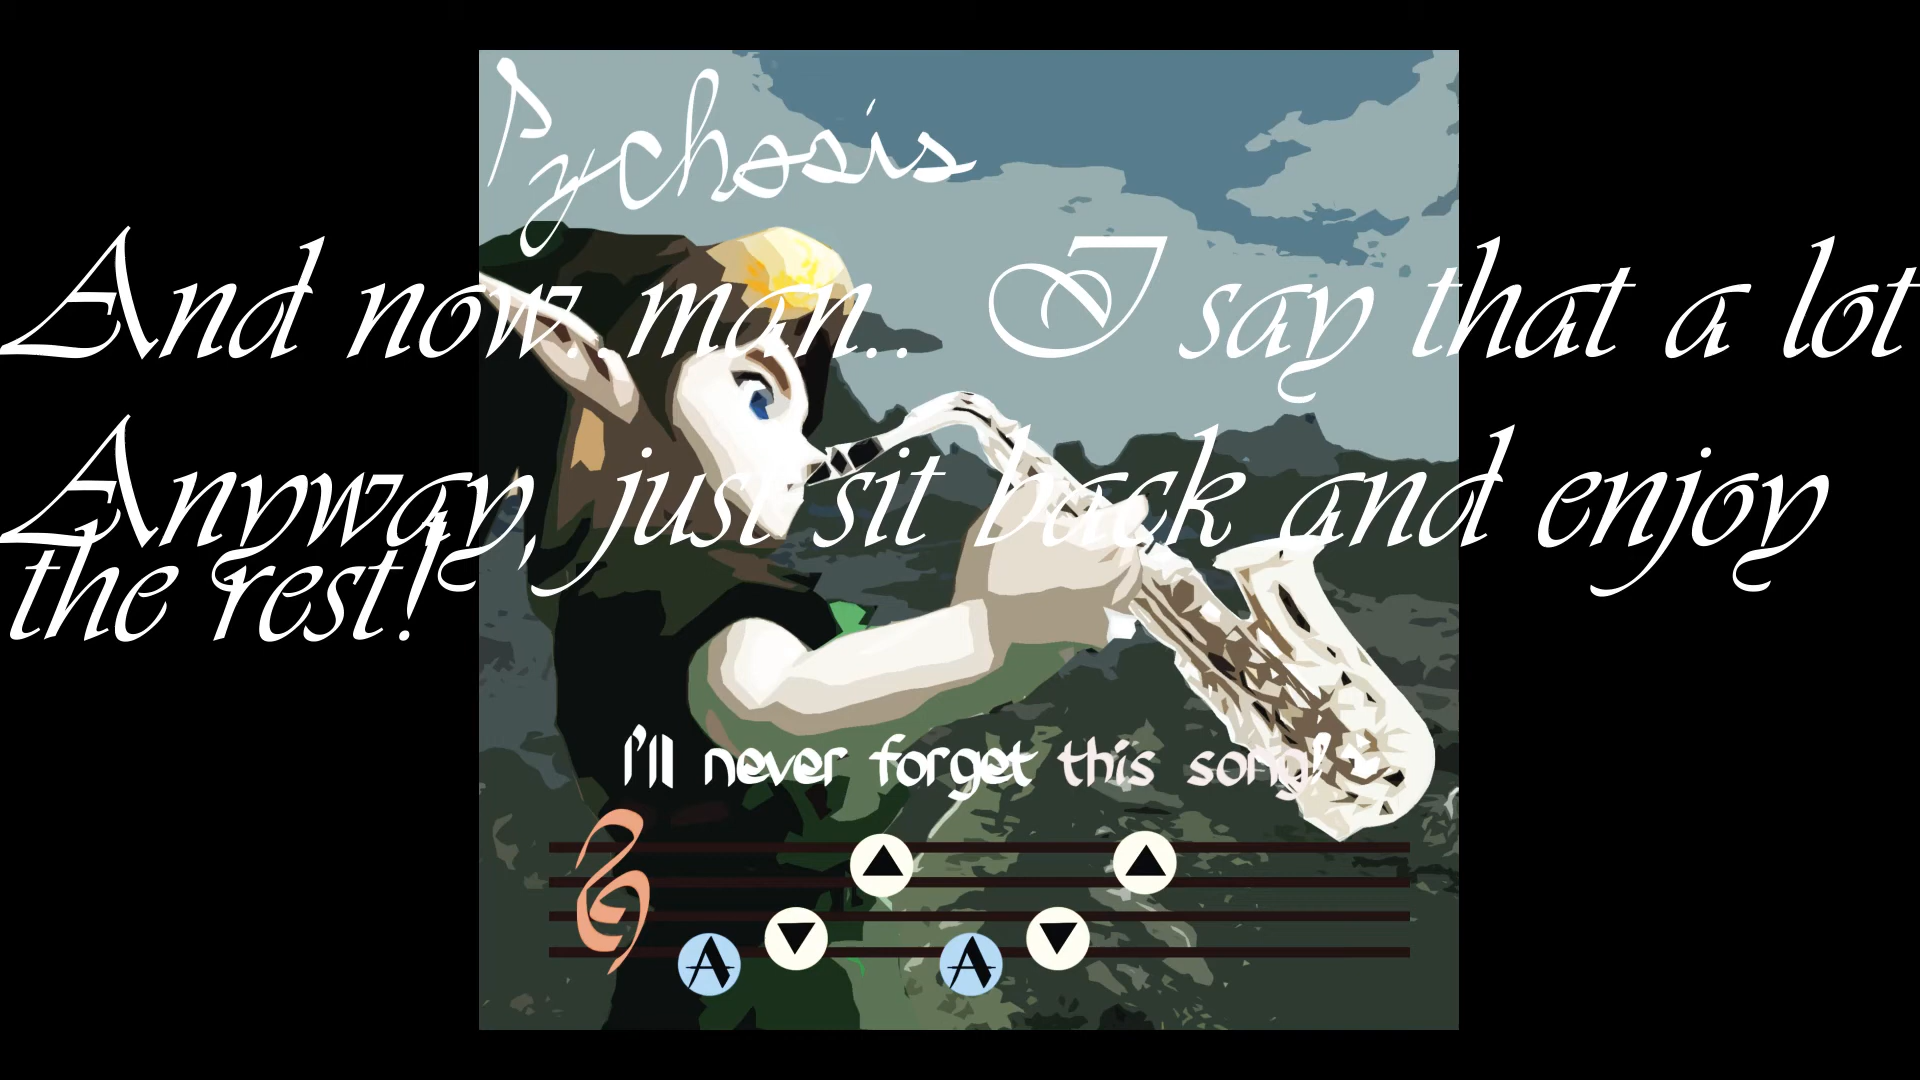 Pychosis
And now. man.. I say that a lot
Anyway, just sit back and enjoy
the rest!
I'll never forget this song!
A A